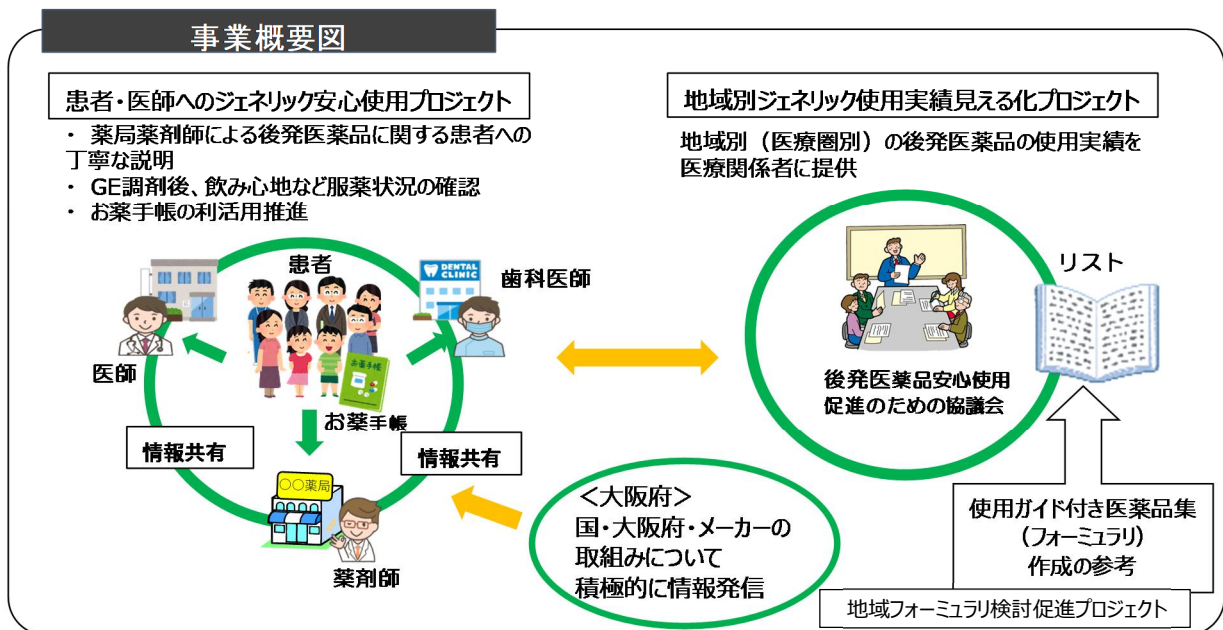 事業概要図
患者・医師へのジェネリック安心使用プロジェクト
・ 薬局薬剤師による後発医薬品に関する患者への
丁寧な説明
・ GE調剤後、飲み心地など服薬状況の確認
・ お薬手帳の利活用推進
患者
DENTAL
CLINIC
歯科医師
医師
お薬手帳
お薬手帳
情報共有
情報共有
〇〇薬局
薬剤師
地域別ジェネリック使用実績見える化プロジェクト
地域別（医療圏別）の後発医薬品の使用実績を
医療関係者に提供
リスト
後発医薬品安心使用
促進のための協議会
＜大阪府＞
国・大阪府・メーカーの
取組みについて
積極的に情報発信
使用ガイド付き医薬品集
（フォーミュラリ）
作成の参考
地域フォーミュラリ検討促進プロジェクト